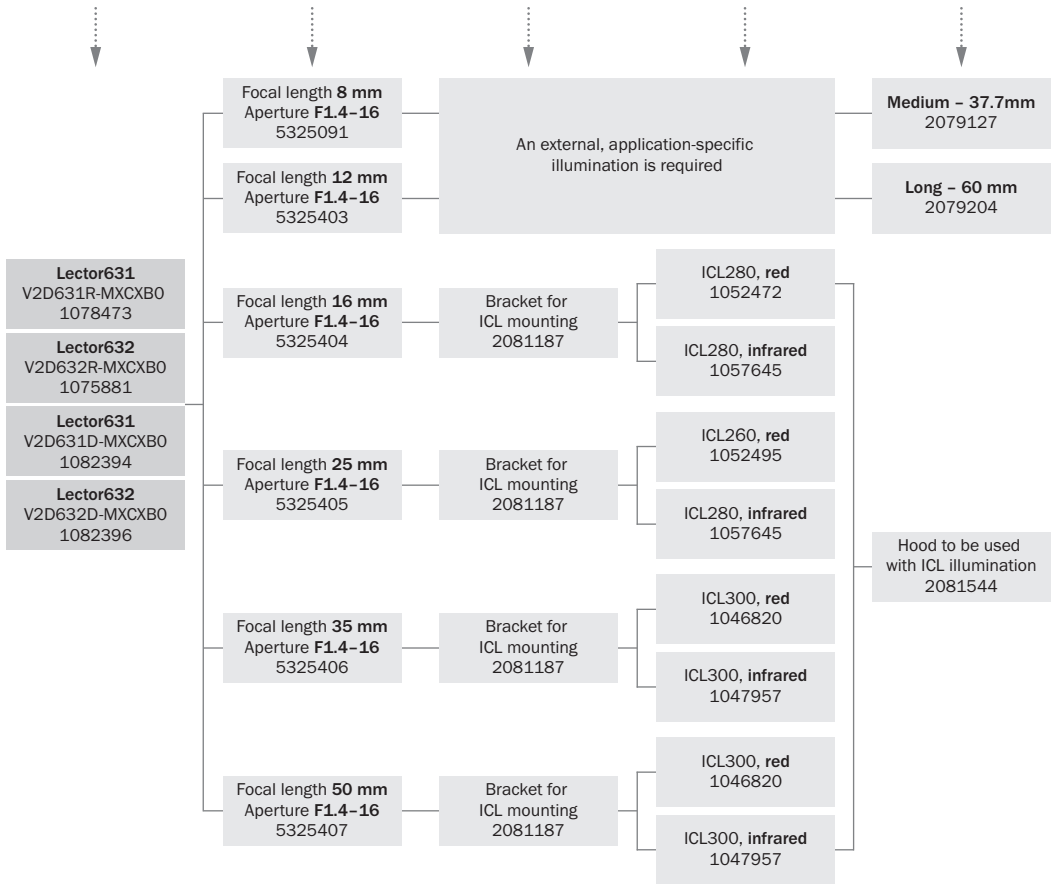 Focal length 8 mm
Aperture F1.4–16
5325091
An external, application-specific
illumination is required
Medium – 37.7mm
2079127
Focal length 12 mm
Aperture F1.4–16
5325403
Long – 60 mm
2079204
Lector631
V2D631R-MXCXB0
1078473
Lector632
V2D632R-MXCXB0
1075881
Lector631
V2D631D-MXCXB0
1082394
Lector632
V2D632D-MXCXB0
1082396
Focal length 16 mm
Aperture F1.4–16
5325404
Bracket for
ICL mounting
2081187
ICL280, red
1052472
ICL280, infrared
1057645
Focal length 25 mm
Aperture F1.4–16
5325405
Bracket for
ICL mounting
2081187
ICL260, red
1052495
ICL280, infrared
1057645
Hood to be used
with ICL illumination
2081544
Focal length 35 mm
Aperture F1.4–16
5325406
Bracket for
ICL mounting
2081187
ICL300, red
1046820
ICL300, infrared
1047957
Focal length 50 mm
Aperture F1.4–16
5325407
Bracket for
ICL mounting
2081187
ICL300, red
1046820
ICL300, infrared
1047957